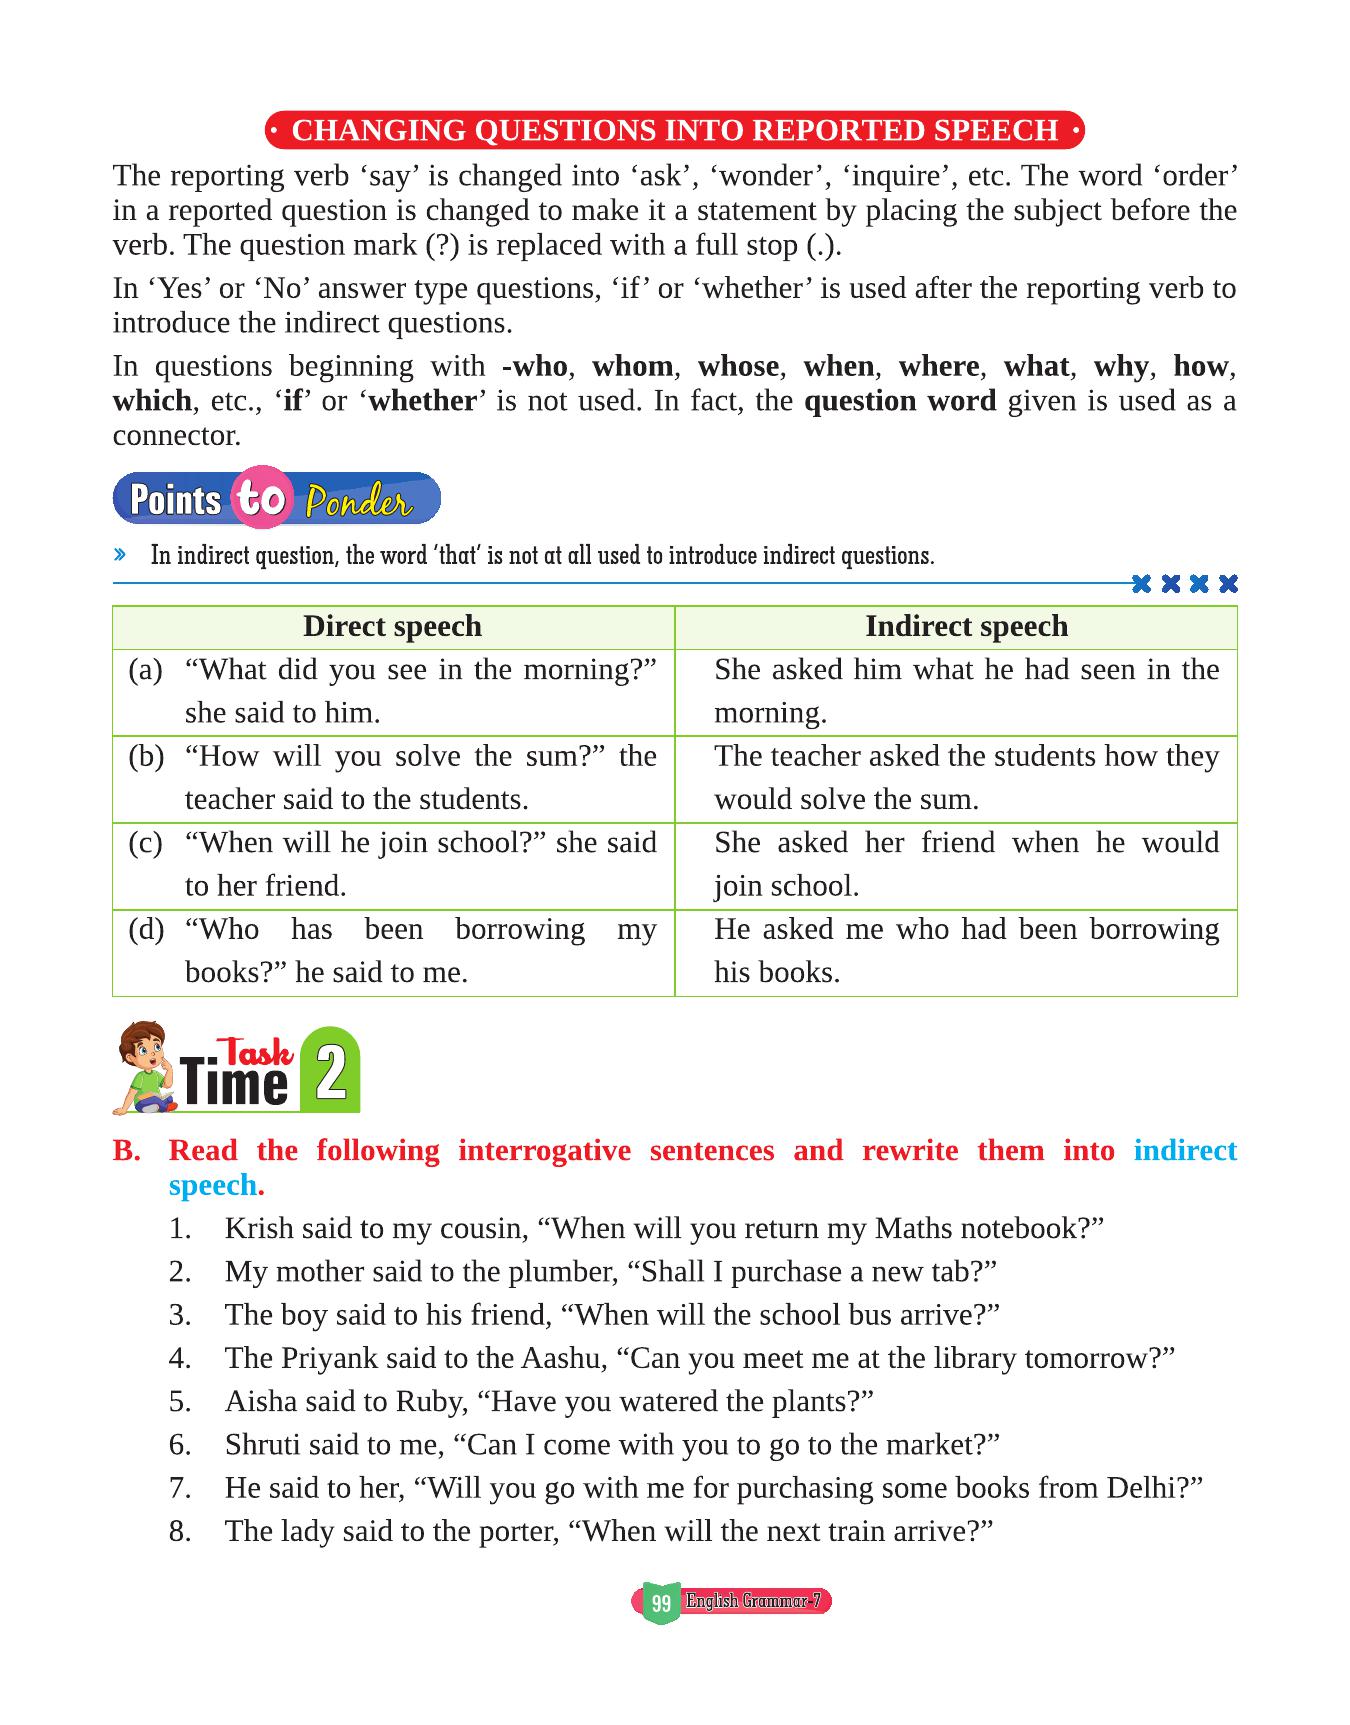 • CHANGING QUESTIONS INTO REPORTED SPEECH •
The reporting verb ‘say’ is changed into ‘ask’, ‘wonder’, ‘inquire’, etc. The word ‘order’
in a reported question is changed to make it a statement by placing the subject before the
verb. The question mark (?) is replaced with a full stop (.).
In ‘Yes’ or ‘No’ answer type questions, ‘if’ or ‘whether’ is used after the reporting verb to
introduce the indirect questions.
In questions beginning with -who, whom, whose, when, where, what, why, how,
which, etc., ‘if’ or ‘whether’ is not used. In fact, the question word given is used as a
connector.
Points to Ponder
» In indirect question, the word ‘that’ is not at all used to introduce indirect questions.
Direct speech
Indirect speech
(a) “What did you see in the morning?”
she said to him.
She asked him what he had seen in the
morning.
(b) “How will you solve the sum?” the
teacher said to the students.
The teacher asked the students how they
would solve the sum.
(c) “When will he join school?” she said
to her friend.
She asked her friend when he would
join school.
(d) “Who has been borrowing my
books?” he said to me.
He asked me who had been borrowing
his books.
Task
Time 2
B. Read the following interrogative sentences and rewrite them into indirect
speech.
1. Krish said to my cousin, “When will you return my Maths notebook?”
2. My mother said to the plumber, “Shall I purchase a new tab?”
3. The boy said to his friend, “When will the school bus arrive?”
4. The Priyank said to the Aashu, “Can you meet me at the library tomorrow?”
5. Aisha said to Ruby, “Have you watered the plants?”
6. Shruti said to me, “Can I come with you to go to the market?”
7. He said to her, “Will you go with me for purchasing some books from Delhi?”
8. The lady said to the porter, “When will the next train arrive?”
99 English Grammar-7